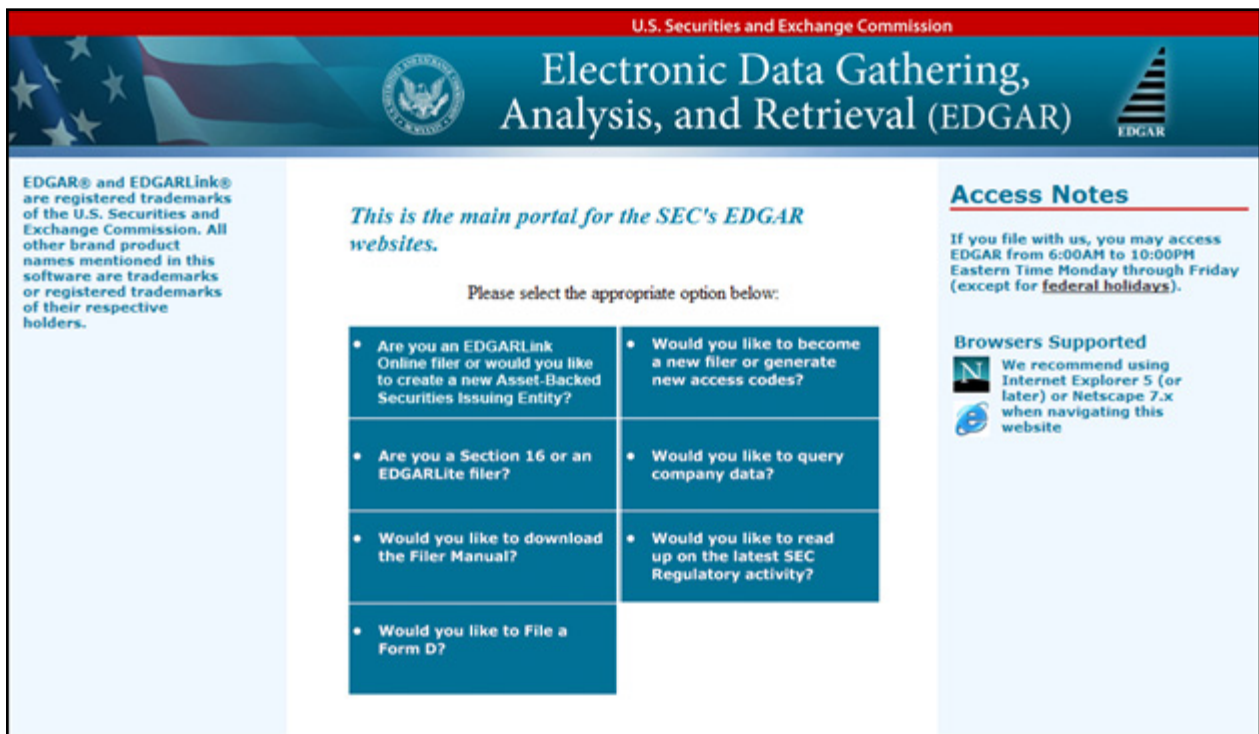 U.S. Securities and Exchange Commission
Electronic Data Gathering,
Analysis, and Retrieval (EDGAR)
EDGAR
EDGAR® and EDGARLink®
are registered trademarks
of the U.S. Securities and
Exchange Commission. All
other brand product
names mentioned in this
software are trademarks
or registered trademarks
of their respective
holders.
This is the main portal for the SEC's EDGAR
websites.
Please select the appropriate option below:
• Are you an EDGARLink
Online filer or would you like
to create a new Asset-Backed
Securities Issuing Entity?
• Would you like to become
a new filer or generate
new access codes?
• Are you a Section 16 or an
EDGARLite filer?
• Would you like to query
company data?
• Would you like to download
the Filer Manual?
• Would you like to read
up on the latest SEC
Regulatory activity?
• Would you like to File a
Form D?
Access Notes
If you file with us, you may access
EDGAR from 6:00AM to 10:00PM
Eastern Time Monday through Friday
(except for federal holidays).
Browsers Supported
N
We recommend using
Internet Explorer 5 (or
later) or Netscape 7.x
when navigating this
website